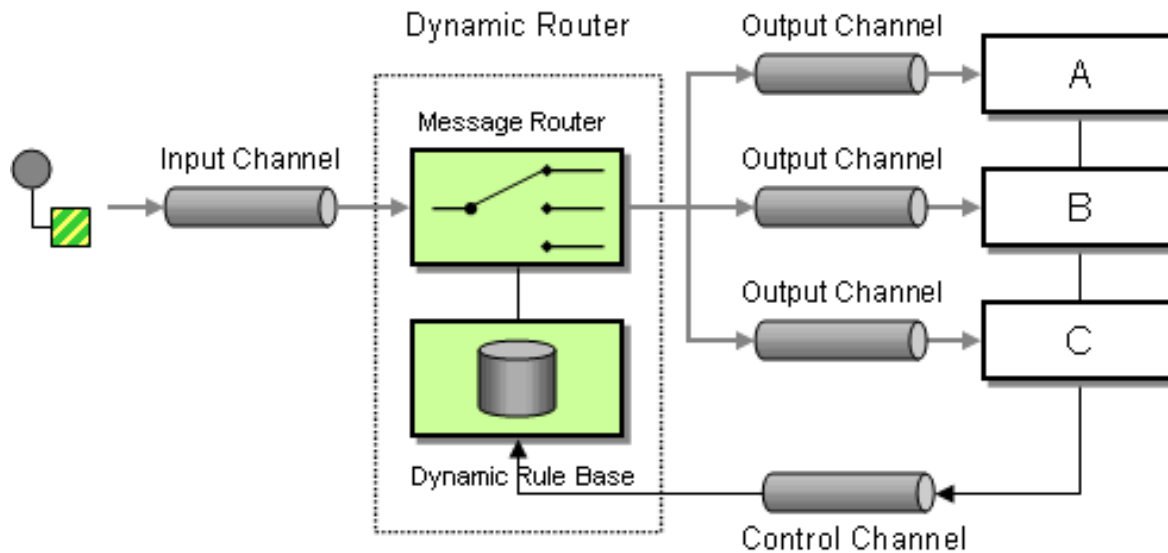 Dynamic Router
Output Channel
A
Message Router
Input Channel
Output Channel
B
Output Channel
C
Dynamic Rule Base
Control Channel